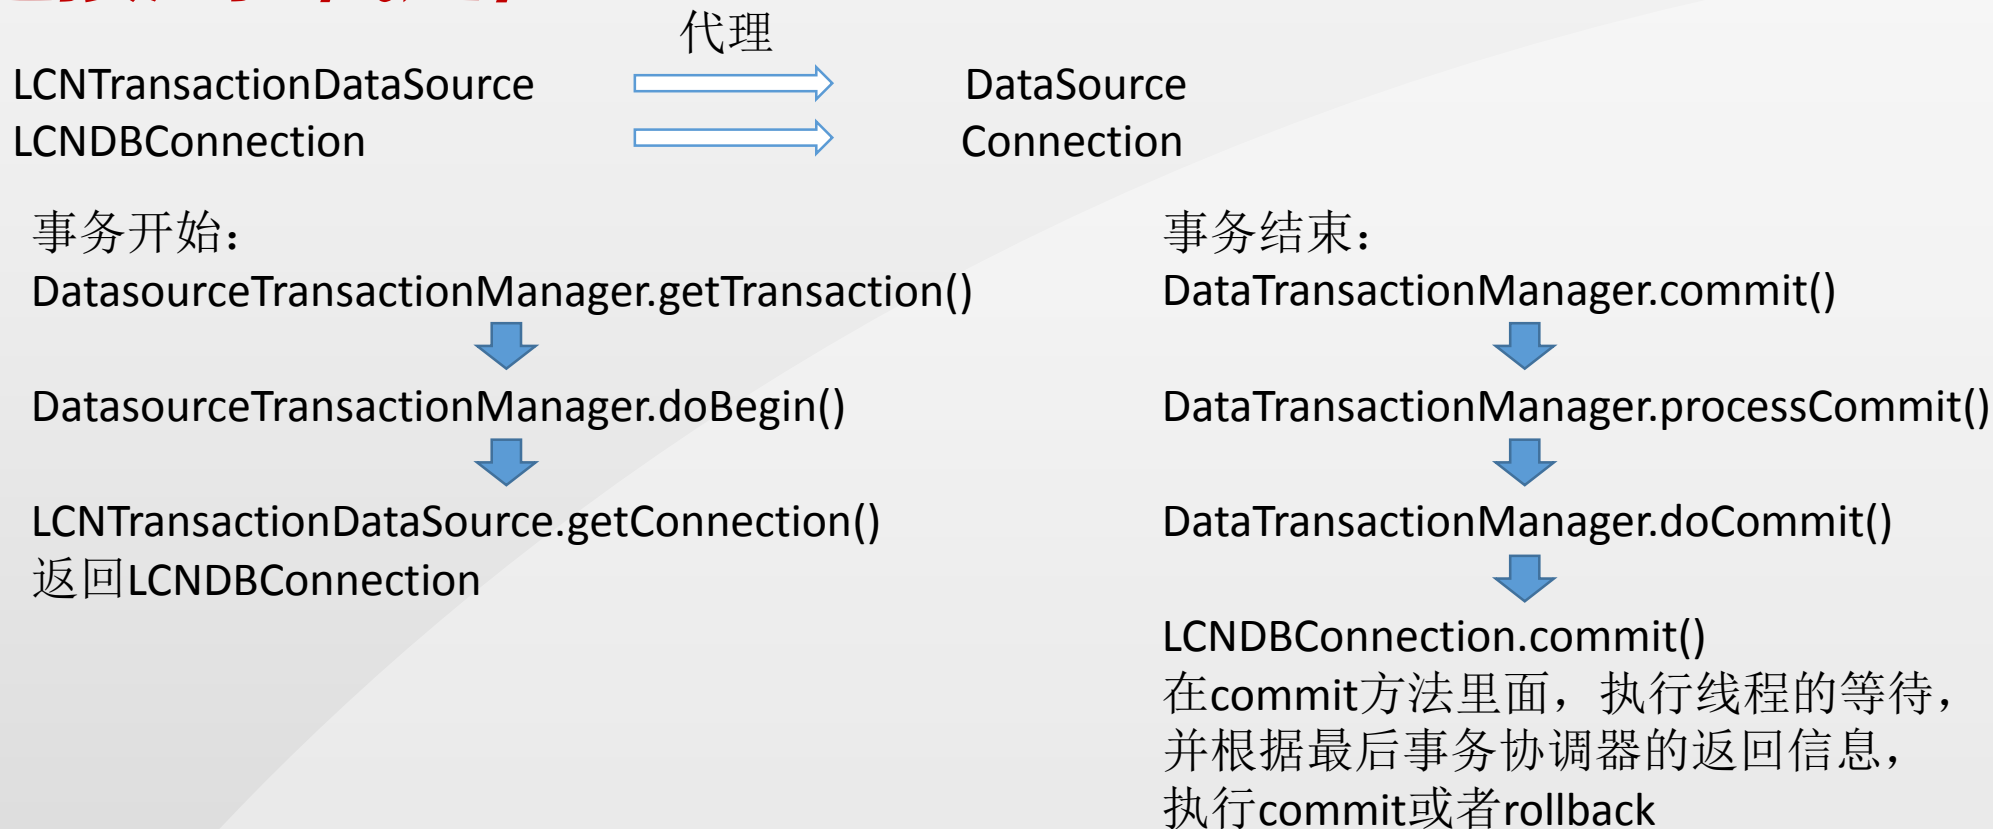 代理
LCNTransactionDataSource DataSource
LCNDBConnection Connection
事务开始：
DatasourceTransactionManager.getTransaction()
DatasourceTransactionManager.doBegin()
LCNTransactionDataSource.getConnection()
返回LCNDBConnection
事务结束：
DataTransactionManager.commit()
DataTransactionManager.processCommit()
DataTransactionManager.doCommit()
LCNDBConnection.commit()
在commit方法里面，执行线程的等待，
并根据最后事务协调器的返回信息，
执行commit或者rollback